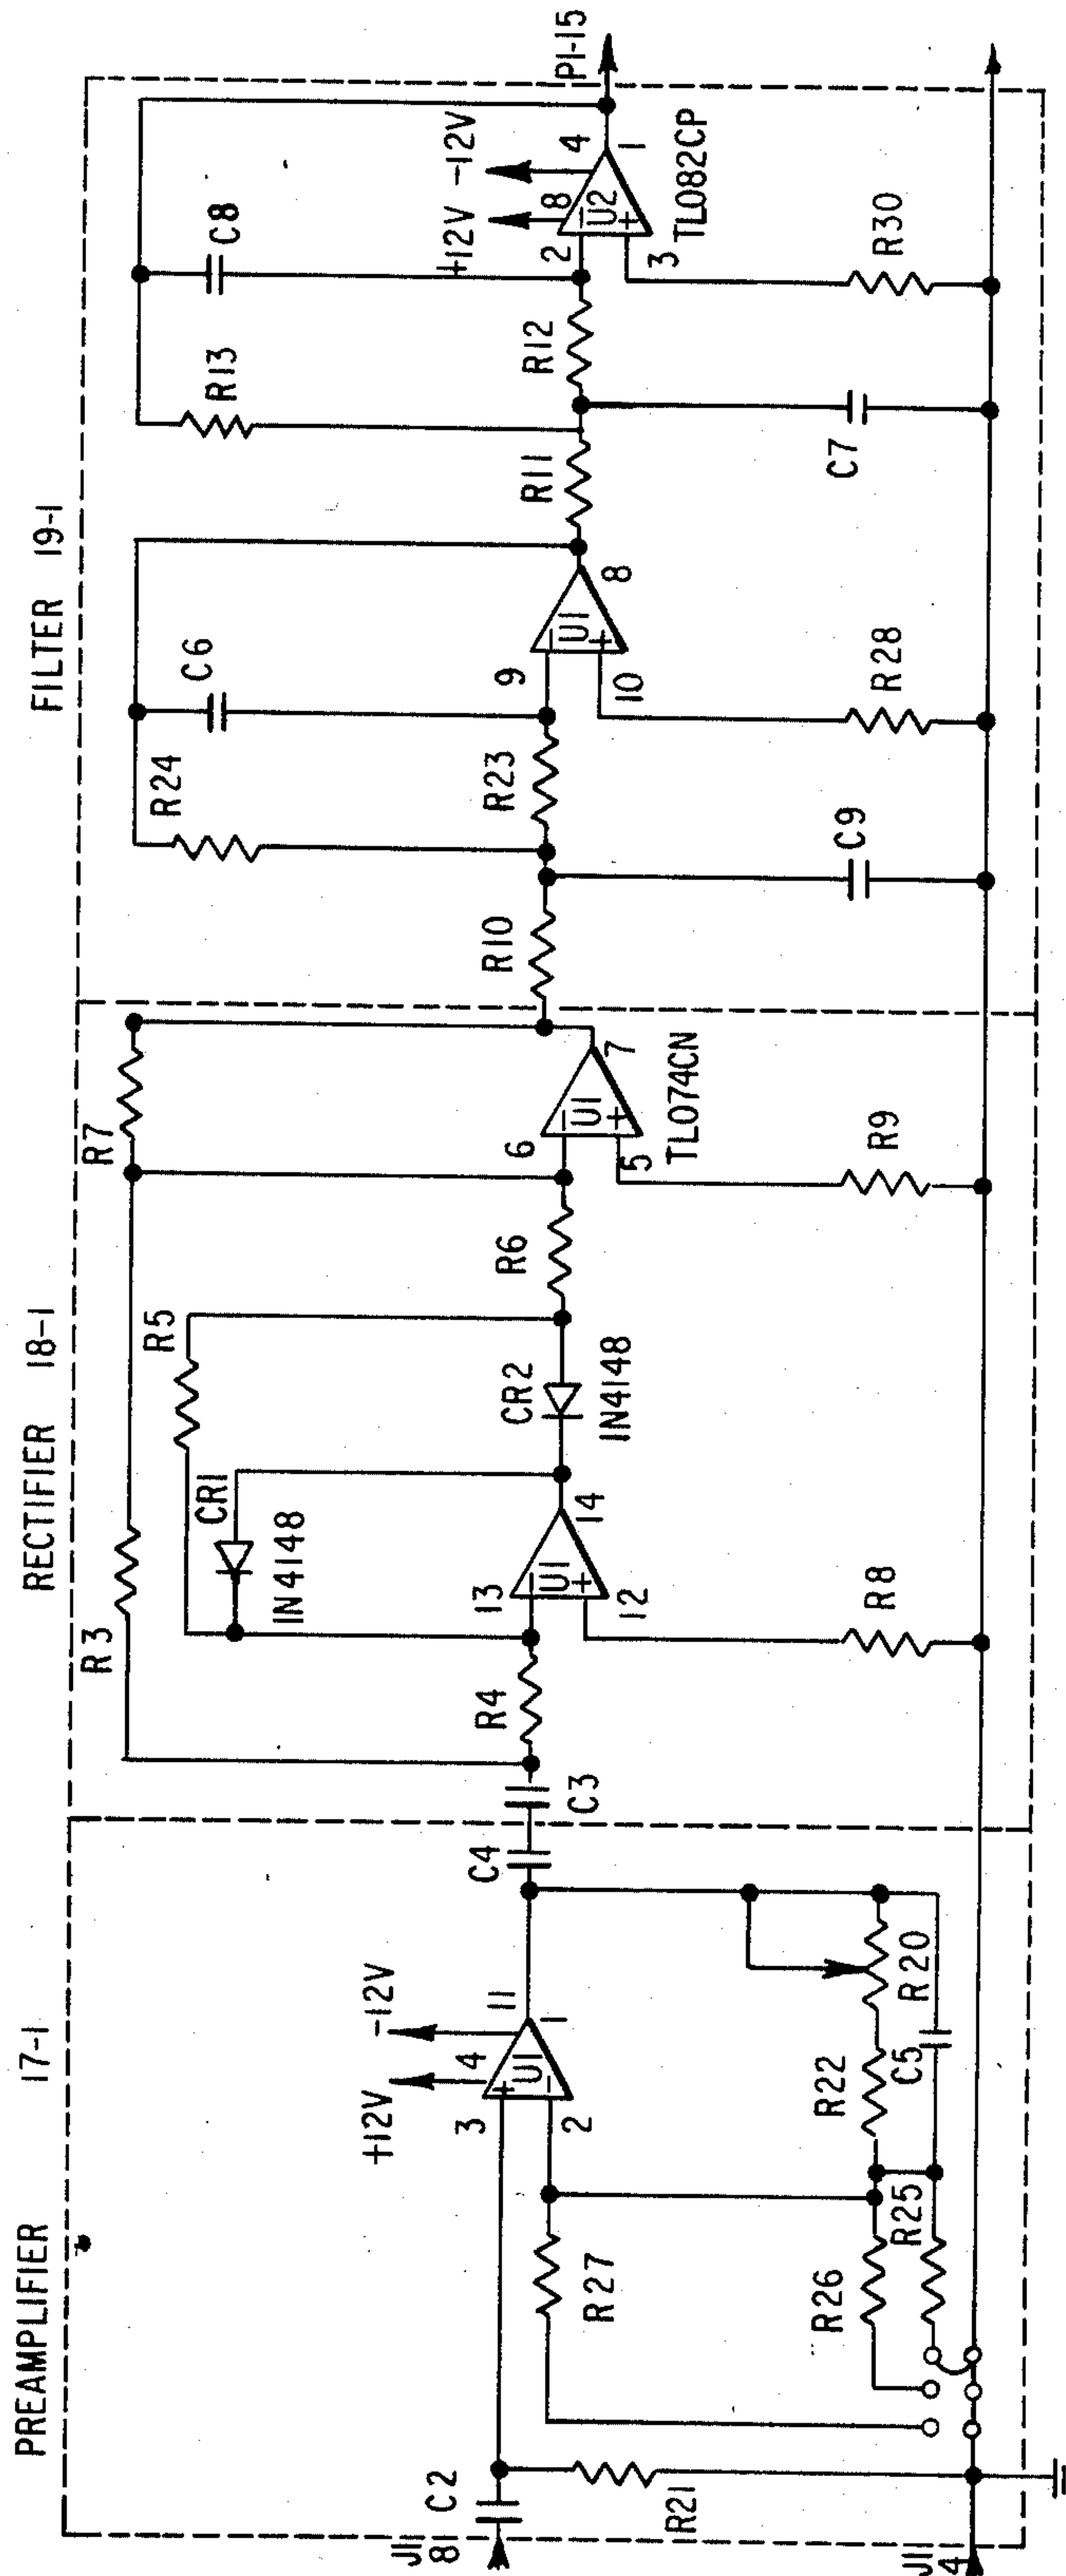 PREAMPLIFIER 17-1
RECTIFIER 18-1
FILTER 19-1
J11
81
C2
R21
J11
4
R27
R26
R25
R22
R20
C5
+12V
-12V
3
4
2
U1
+
-
11
1
C4
C3
R3
R4
R5
CR1
1N4148
13
12
U1
-
+
14
R8
CR2
1N4148
R6
R7
6
5
U1
-
+
7
TL074CN
R9
R10
R24
C6
R23
C9
9
10
U1
-
+
8
R28
R11
R13
C8
R12
C7
+12V
-12V
2
8
4
3
U2
-
+
1
TL082CP
R30
P1-15